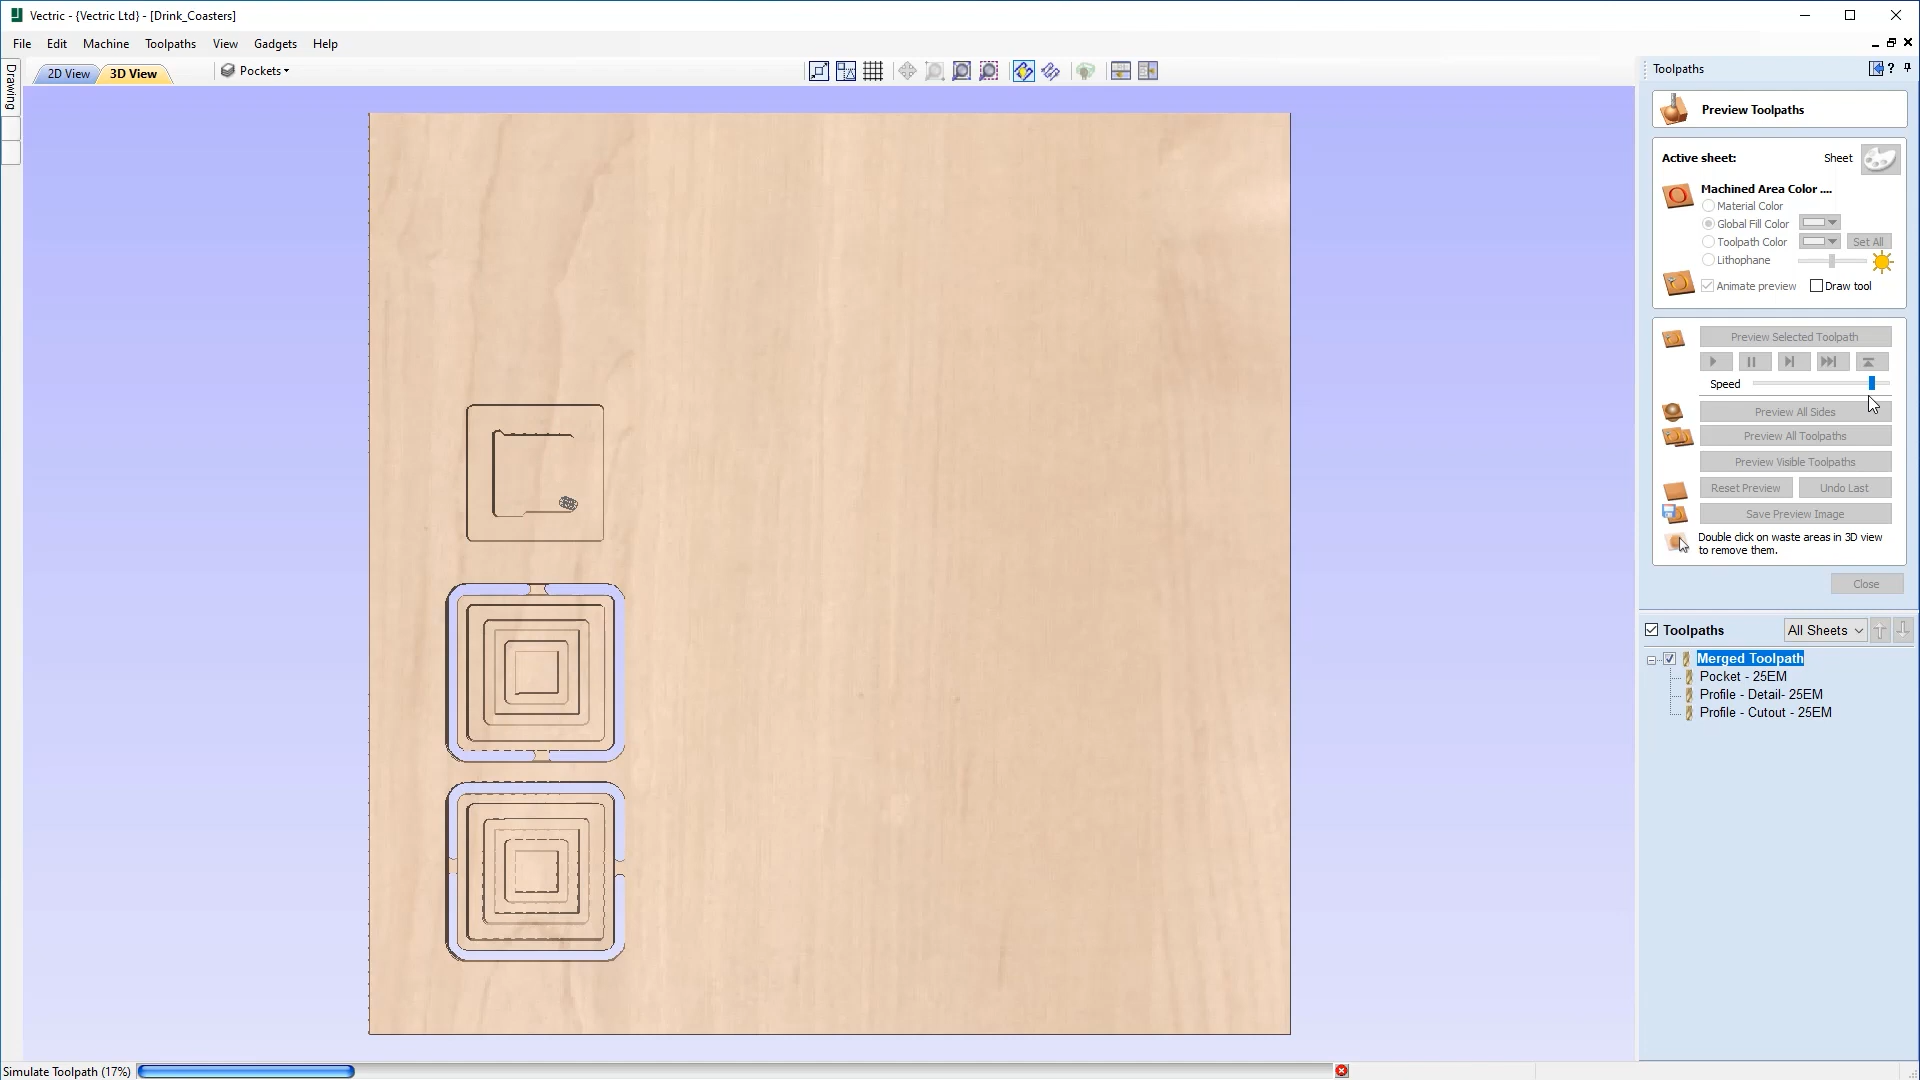 Vectric - {Vectric Ltd} - [Drink_Coasters]
File Edit Machine Toolpaths View Gadgets Help
Drawing
2D View 3D View Pockets
Toolpaths
Preview Toolpaths
Active sheet: Sheet
Machined Area Color ....
Material Color
Global Fill Color
Toolpath Color Set All
Lithophane
Animate preview Draw tool
Preview Selected Toolpath
Speed
Preview All Sides
Preview All Toolpaths
Preview Visible Toolpaths
Reset Preview Undo Last
Save Preview Image
Double click on waste areas in 3D view
to remove them.
Close
Toolpaths All Sheets
Merged Toolpath
Pocket - 25EM
Profile - Detail- 25EM
Profile - Cutout - 25EM
Simulate Toolpath (17%)